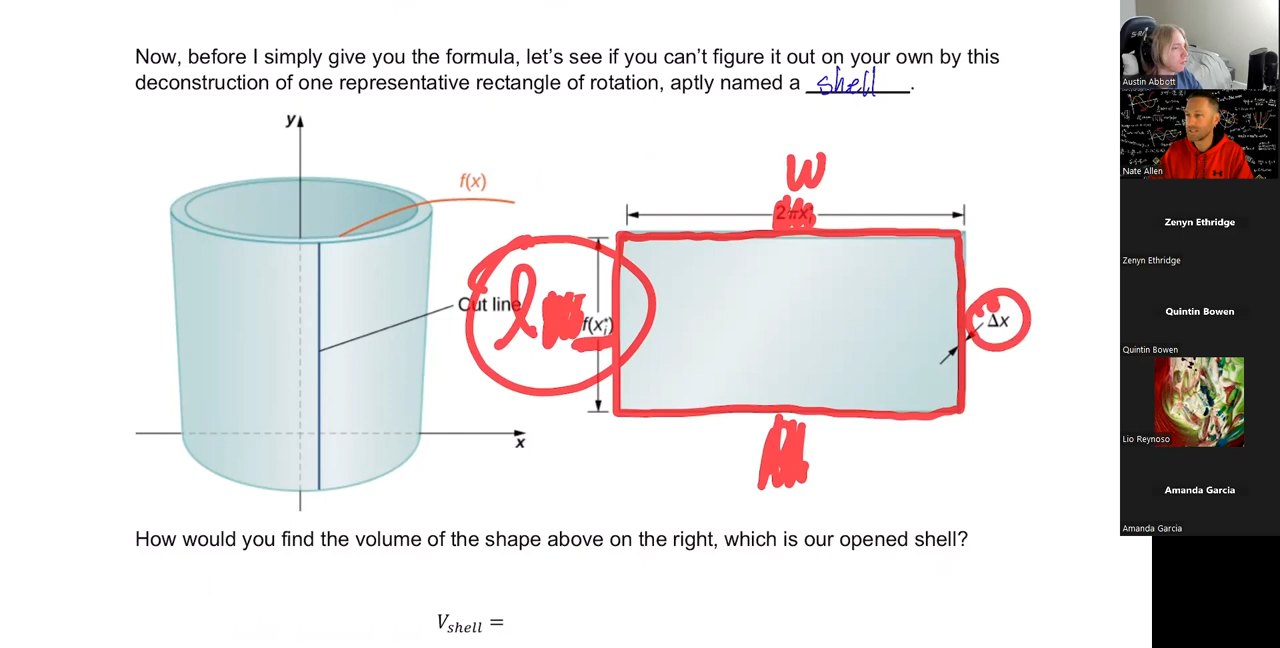 Now, before I simply give you the formula, let's see if you can't figure it out on your own by this
deconstruction of one representative rectangle of rotation, aptly named a shell.
y
f(x)
W
2πx
Cut line
l
f(xᵢ*)
Δx
x
How would you find the volume of the shape above on the right, which is our opened shell?
V_shell =
Austin Abbott
Nate Allen
Zenyn Ethridge
Zenyn Ethridge
Quintin Bowen
Quintin Bowen
Lio Reynoso
Amanda Garcia
Amanda Garcia